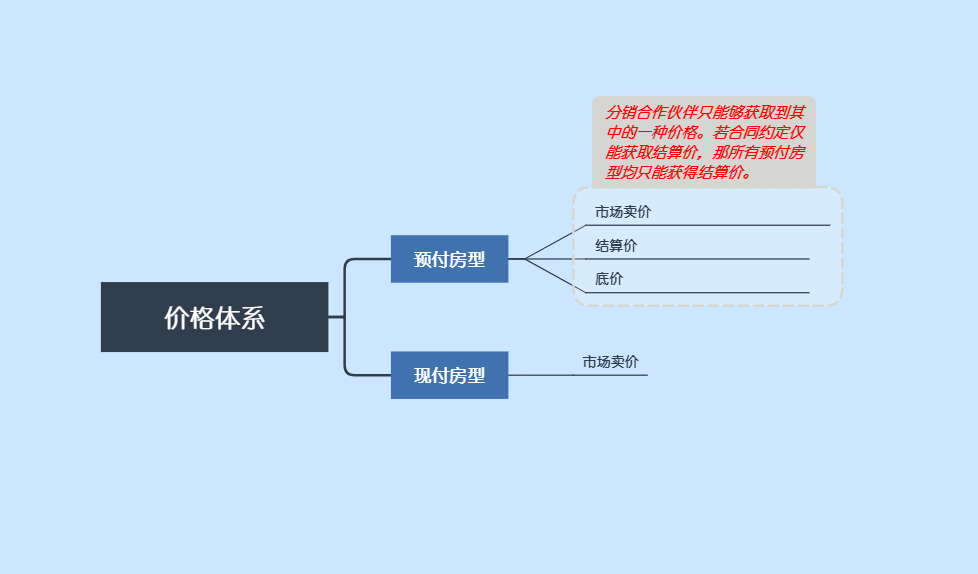 分销合作伙伴只能够获取到其
中的一种价格。若合同约定仅
能获取结算价，那所有预付房
型均只能获得结算价。
市场卖价
结算价
底价
预付房型
价格体系
现付房型
市场卖价